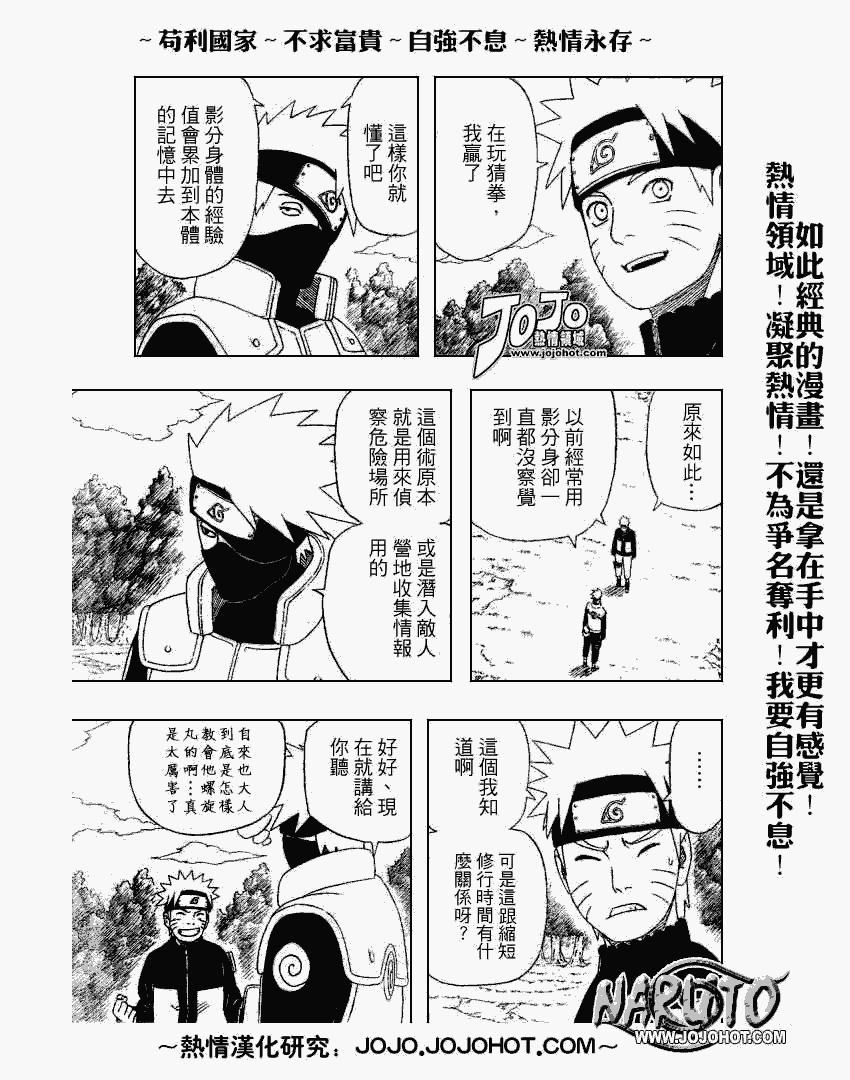 ~苟利國家~不求富貴~自強不息~熱情永存~
在玩猜拳，
我贏了
這樣你就
懂了吧
影分身體的經驗
值會累加到本體
的記憶中去
JOJO
熱情領域
www.jojohot.com
原來如此…
以前經常用
影分身卻一
直都沒察覺
到啊
這個術原本
就是用來偵
察危險場所
或是潛入敵人
營地收集情報
用的
……
這個我知
道啊
可是這跟縮短
修行時間有什
麼關係呀？
好好、現
在就講給
你聽
自來也大人
到底是怎樣
教會他螺旋
丸的啊…真
是太厲害了
如此經典的漫畫！還是拿在手中才更有感覺！
熱情領域！凝聚熱情！不為爭名奪利！我要自強不息！
NARUTO
WWW.JOJOHOT.COM
~熱情漢化研究：JOJO.JOJOHOT.COM~